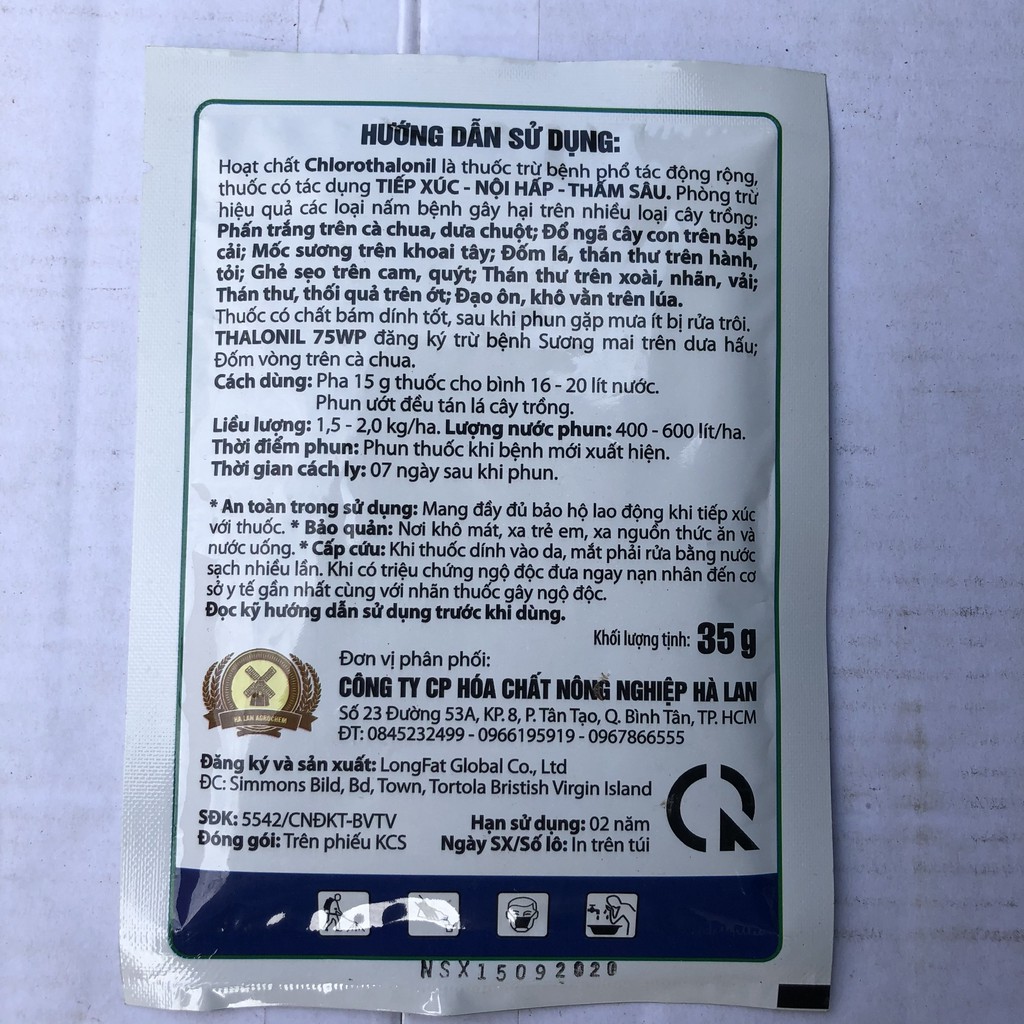 HƯỚNG DẪN SỬ DỤNG:
Hoạt chất Chlorothalonil là thuốc trừ bệnh phổ tác động rộng,
thuốc có tác dụng TIẾP XÚC - NỘI HẤP - THẤM SÂU. Phòng trừ
hiệu quả các loại nấm bệnh gây hại trên nhiều loại cây trồng:
Phấn trắng trên cà chua, dưa chuột; Đổ ngã cây con trên bắp
cải; Mốc sương trên khoai tây; Đốm lá, thán thư trên hành,
tỏi; Ghẻ sẹo trên cam, quýt; Thán thư trên xoài, nhãn, vải;
Thán thư, thối quả trên ớt; Đạo ôn, khô vằn trên lúa.
Thuốc có chất bám dính tốt, sau khi phun gặp mưa ít bị rửa trôi.
THALONIL 75WP đăng ký trừ bệnh Sương mai trên dưa hấu;
Đốm vòng trên cà chua.
Cách dùng: Pha 15 g thuốc cho bình 16 - 20 lít nước.
Phun ướt đều tán lá cây trồng.
Liều lượng: 1,5 - 2,0 kg/ha. Lượng nước phun: 400 - 600 lít/ha.
Thời điểm phun: Phun thuốc khi bệnh mới xuất hiện.
Thời gian cách ly: 07 ngày sau khi phun.
* An toàn trong sử dụng: Mang đầy đủ bảo hộ lao động khi tiếp xúc
với thuốc. * Bảo quản: Nơi khô mát, xa trẻ em, xa nguồn thức ăn và
nước uống. * Cấp cứu: Khi thuốc dính vào da, mắt phải rửa bằng nước
sạch nhiều lần. Khi có triệu chứng ngộ độc đưa ngay nạn nhân đến cơ
sở y tế gần nhất cùng với nhãn thuốc gây ngộ độc.
Đọc kỹ hướng dẫn sử dụng trước khi dùng.
Khối lượng tịnh: 35 g
HÀ LAN AGROCHEM
Đơn vị phân phối:
CÔNG TY CP HÓA CHẤT NÔNG NGHIỆP HÀ LAN
Số 23 Đường 53A, KP. 8, P. Tân Tạo, Q. Bình Tân, TP. HCM
ĐT: 0845232499 - 0966195919 - 0967866555
Đăng ký và sản xuất: LongFat Global Co., Ltd
ĐC: Simmons Bild, Bd, Town, Tortola Bristish Virgin Island
SĐK: 5542/CNĐKT-BVTV
Hạn sử dụng: 02 năm
Đóng gói: Trên phiếu KCS
Ngày SX/Số lô: In trên túi
NSX15092020